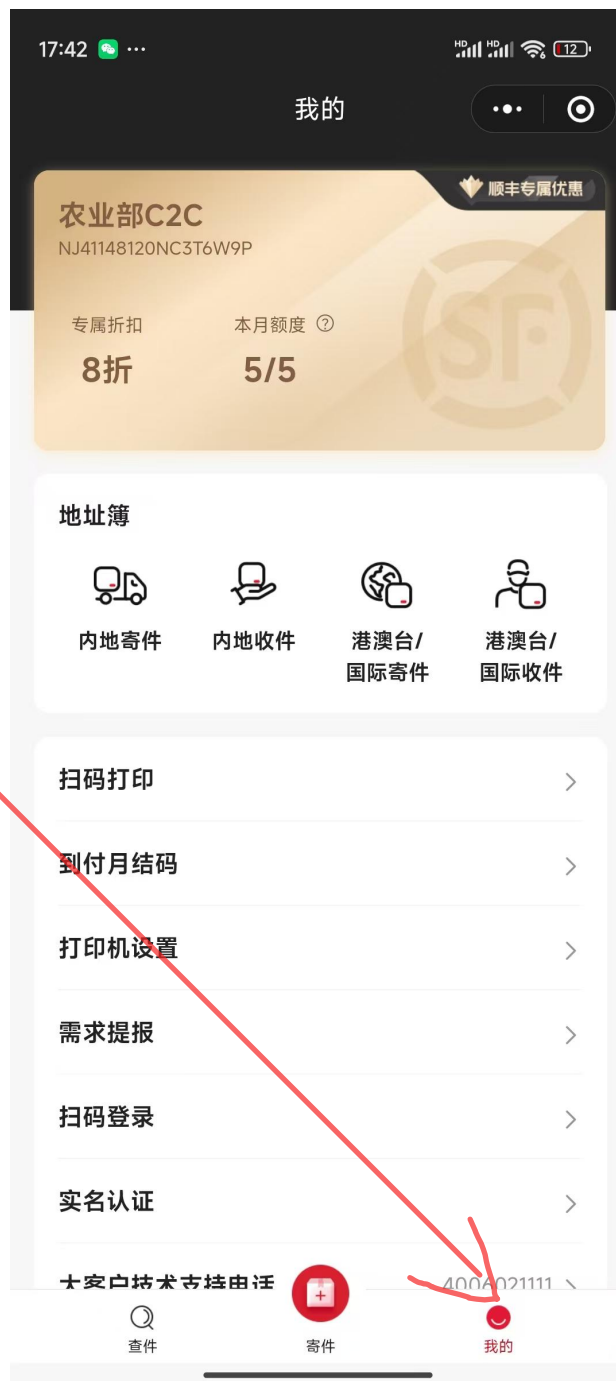 17:42
HD HD 12
我的
顺丰专属优惠
农业部C2C
NJ41148120NC3T6W9P
专属折扣 本月额度 ?
8折 5/5
SF
地址簿
内地寄件 内地收件 港澳台/ 港澳台/
国际寄件 国际收件
扫码打印
到付月结码
打印机设置
需求提报
扫码登录
实名认证
大客户技术支持电话 4006021111
查件 寄件 我的